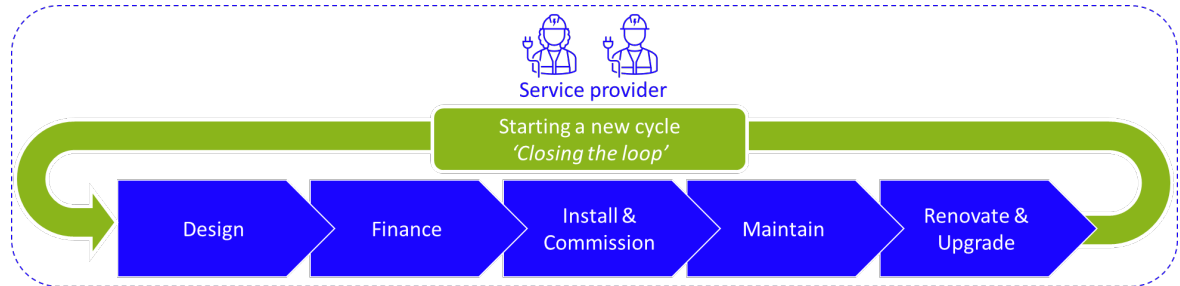 Service provider
Starting a new cycle
‘Closing the loop’
Design
Finance
Install &
Commission
Maintain
Renovate &
Upgrade